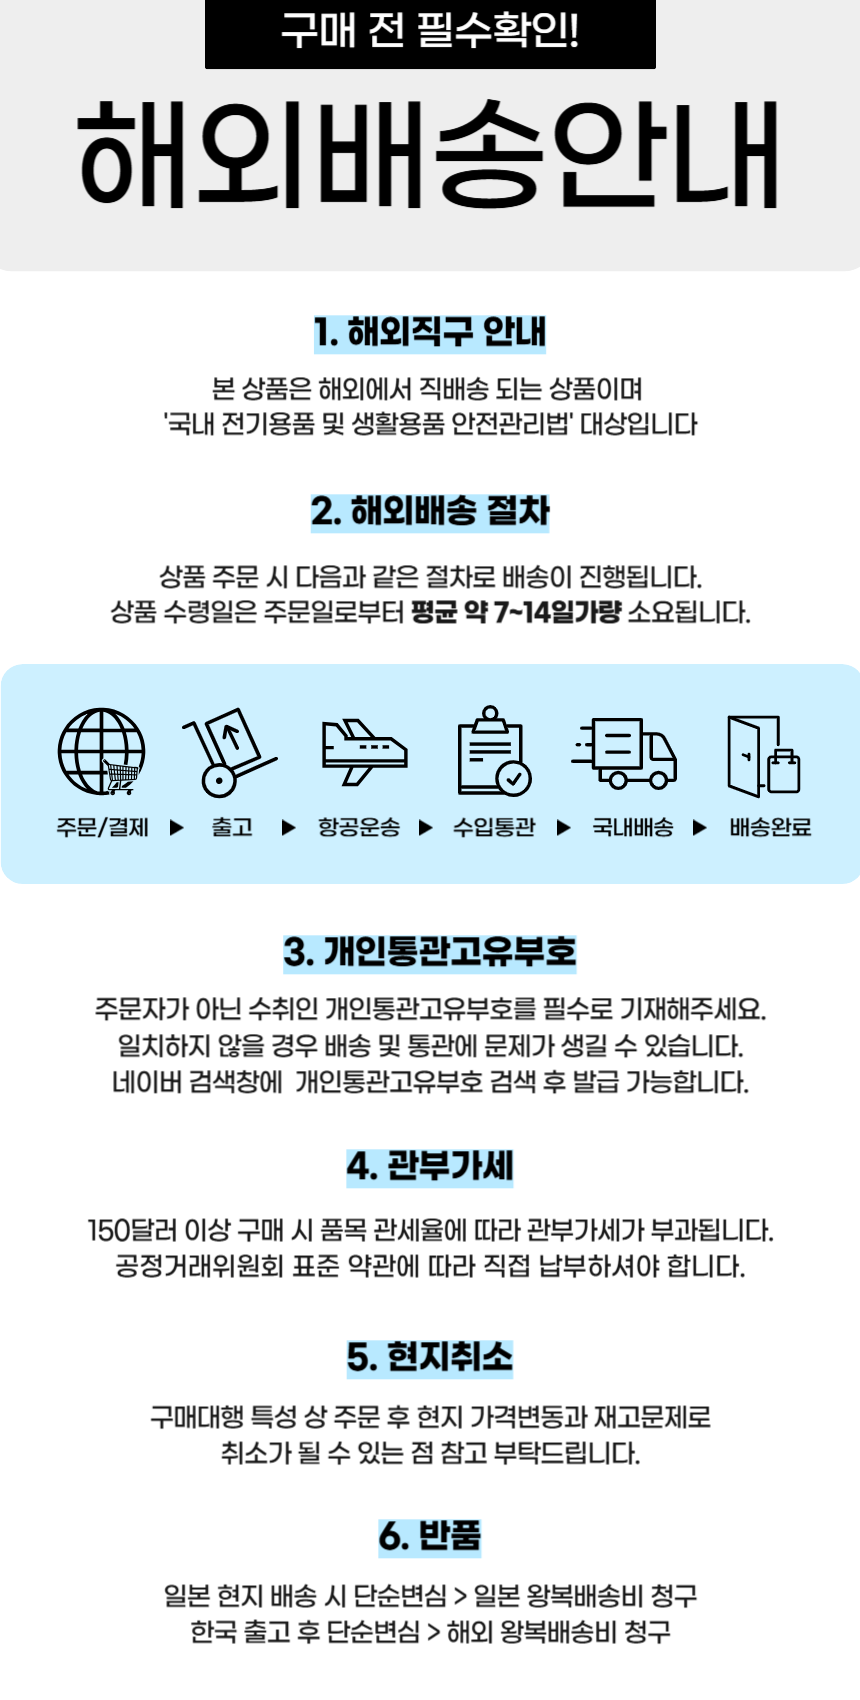 구매 전 필수확인!
해외배송안내
1. 해외직구 안내
본 상품은 해외에서 직배송 되는 상품이며
'국내 전기용품 및 생활용품 안전관리법' 대상입니다
2. 해외배송 절차
상품 주문 시 다음과 같은 절차로 배송이 진행됩니다.
상품 수령일은 주문일로부터 평균 약 7~14일가량 소요됩니다.
주문/결제 ▶ 출고 ▶ 항공운송 ▶ 수입통관 ▶ 국내배송 ▶ 배송완료
3. 개인통관고유부호
주문자가 아닌 수취인 개인통관고유부호를 필수로 기재해주세요.
일치하지 않을 경우 배송 및 통관에 문제가 생길 수 있습니다.
네이버 검색창에 개인통관고유부호 검색 후 발급 가능합니다.
4. 관부가세
150달러 이상 구매 시 품목 관세율에 따라 관부가세가 부과됩니다.
공정거래위원회 표준 약관에 따라 직접 납부하셔야 합니다.
5. 현지취소
구매대행 특성 상 주문 후 현지 가격변동과 재고문제로
취소가 될 수 있는 점 참고 부탁드립니다.
6. 반품
일본 현지 배송 시 단순변심 > 일본 왕복배송비 청구
한국 출고 후 단순변심 > 해외 왕복배송비 청구